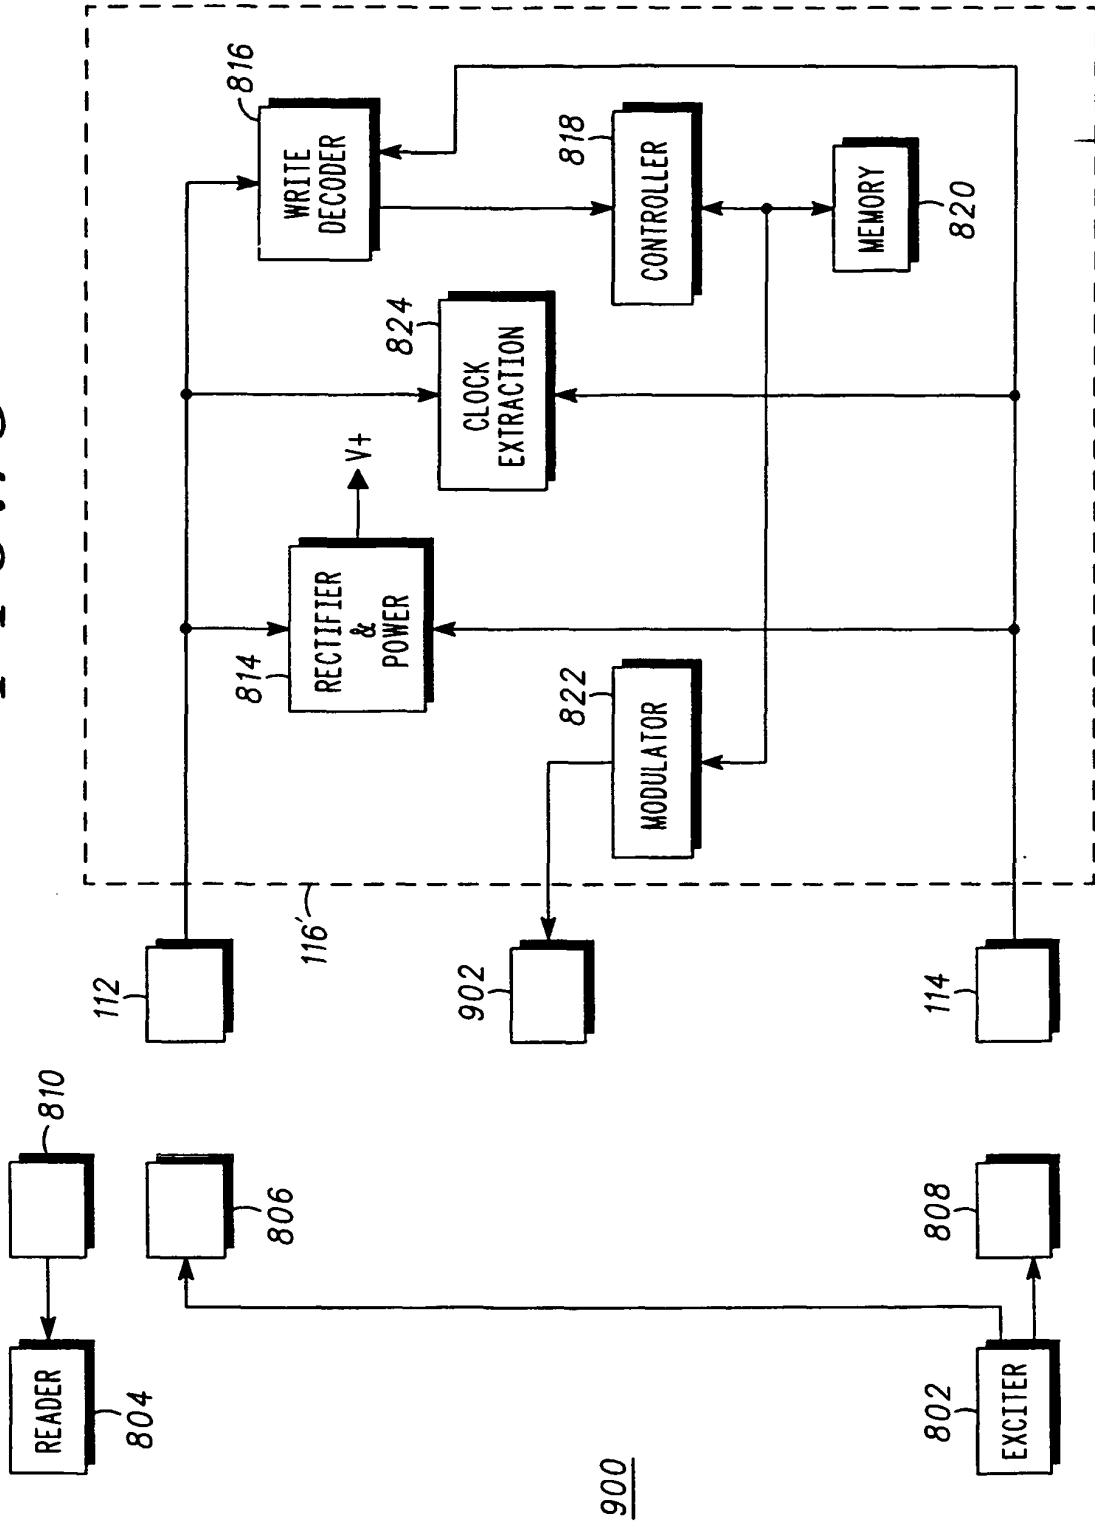 900
READER
804
810
806
EXCITER
802
808
112
902
114
116'
RECTIFIER
&
POWER
814
V+
MODULATOR
822
CLOCK
EXTRACTION
824
WRITE
DECODER
816
CONTROLLER
818
MEMORY
820